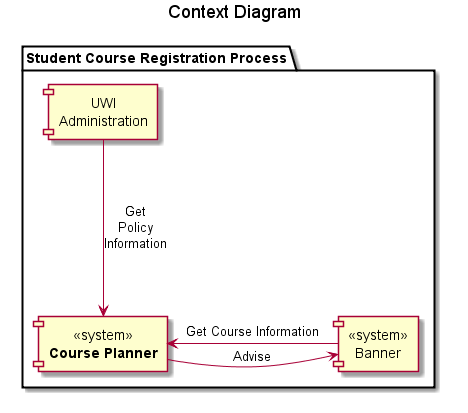 Context Diagram
Student Course Registration Process
UWI
Administration
Get
Policy
Information
«system»
Course Planner
Get Course Information
Advise
«system»
Banner